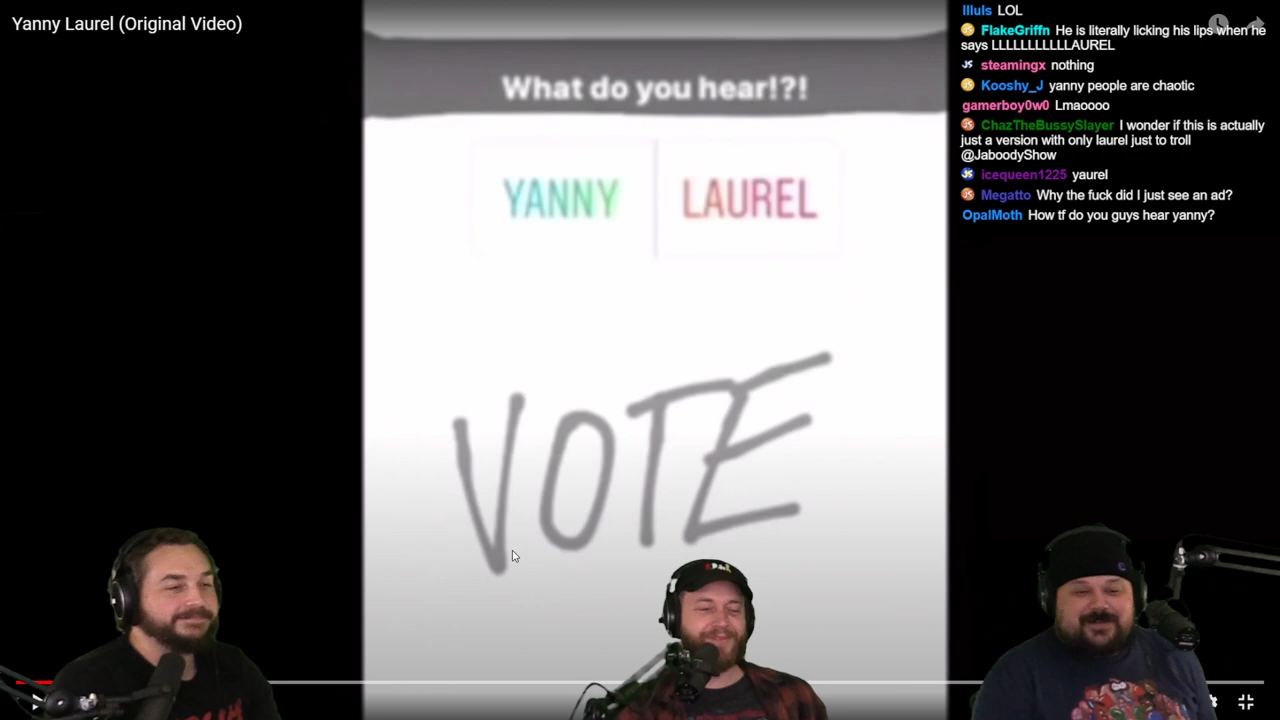 Yanny Laurel (Original Video)
What do you hear!?!
YANNY
LAUREL
VOTE
Illuls LOL
FlakeGriffn He is literally licking his lips when he
says LLLLLLLLLLLAUREL
steamingx nothing
Kooshy_J yanny people are chaotic
gamerboy0w0 Lmaoooo
ChazTheBussySlayer I wonder if this is actually
just a version with only laurel just to troll
@JaboodyShow
icequeen1225 yaurel
Megatto Why the fuck did I just see an ad?
OpalMoth How tf do you guys hear yanny?